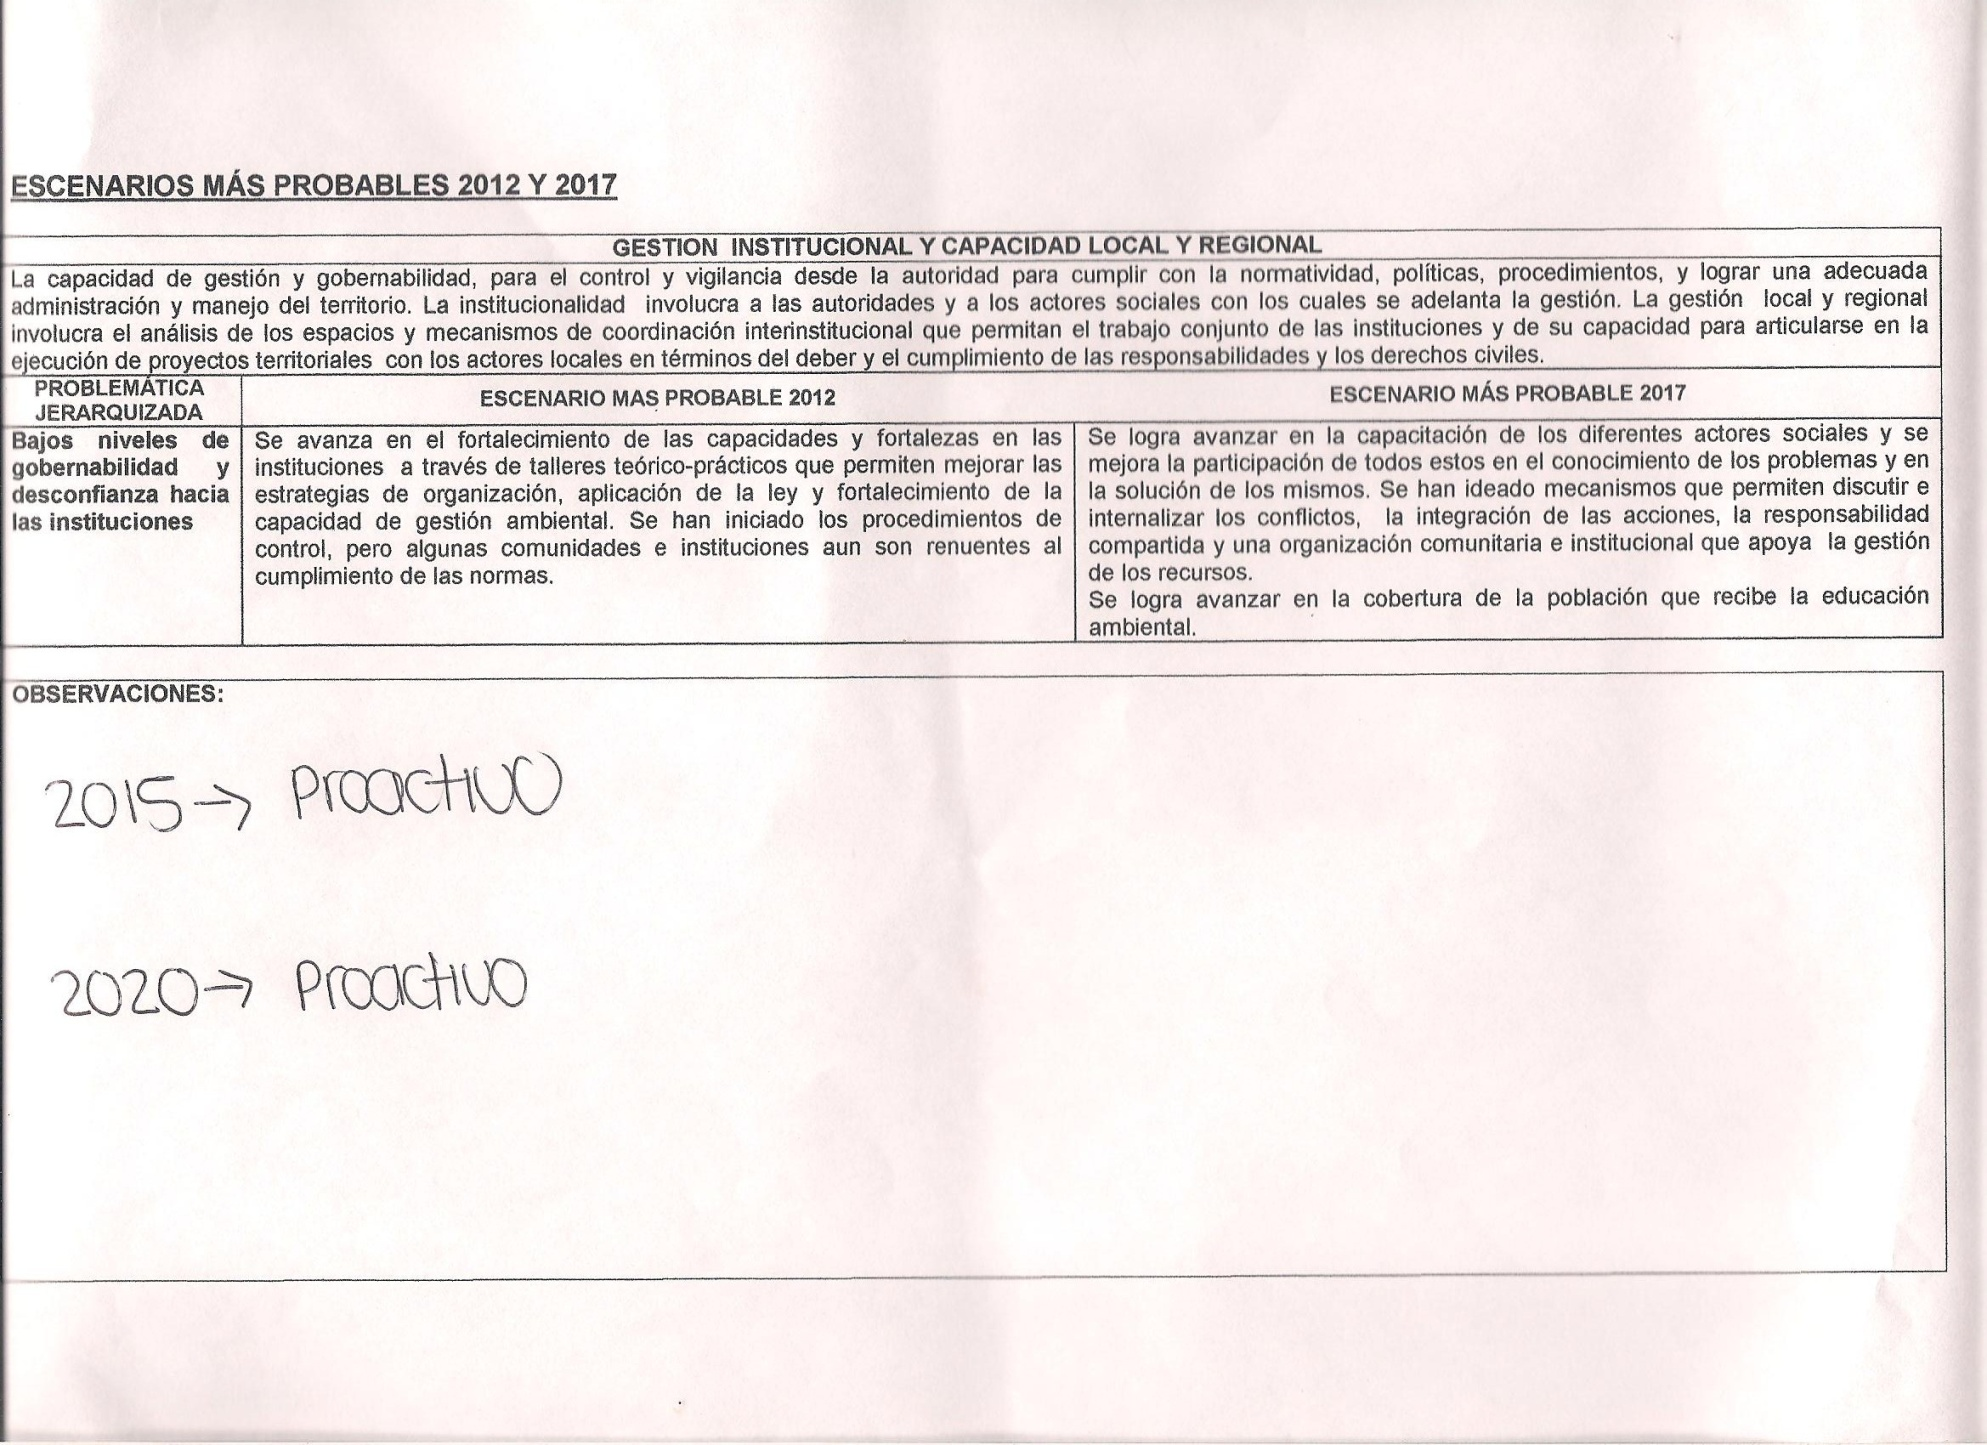 ESCENARIOS MÁS PROBABLES 2012 Y 2017
GESTION INSTITUCIONAL Y CAPACIDAD LOCAL Y REGIONAL
La capacidad de gestión y gobernabilidad, para el control y vigilancia desde la autoridad para cumplir con la normatividad, políticas, procedimientos, y lograr una adecuada
administración y manejo del territorio. La institucionalidad involucra a las autoridades y a los actores sociales con los cuales se adelanta la gestión. La gestión local y regional
involucra el análisis de los espacios y mecanismos de coordinación interinstitucional que permitan el trabajo conjunto de las instituciones y de su capacidad para articularse en la
ejecución de proyectos territoriales con los actores locales en términos del deber y el cumplimiento de las responsabilidades y los derechos civiles.
PROBLEMÁTICA
JERARQUIZADA
ESCENARIO MAS PROBABLE 2012
ESCENARIO MÁS PROBABLE 2017
Bajos niveles de
gobernabilidad y
desconfianza hacia
las instituciones
Se avanza en el fortalecimiento de las capacidades y fortalezas en las
instituciones a través de talleres teórico-prácticos que permiten mejorar las
estrategias de organización, aplicación de la ley y fortalecimiento de la
capacidad de gestión ambiental. Se han iniciado los procedimientos de
control, pero algunas comunidades e instituciones aun son renuentes al
cumplimiento de las normas.
Se logra avanzar en la capacitación de los diferentes actores sociales y se
mejora la participación de todos estos en el conocimiento de los problemas y en
la solución de los mismos. Se han ideado mecanismos que permiten discutir e
internalizar los conflictos, la integración de las acciones, la responsabilidad
compartida y una organización comunitaria e institucional que apoya la gestión
de los recursos.
Se logra avanzar en la cobertura de la población que recibe la educación
ambiental.
OBSERVACIONES:
2015→ Proactivo
2020→ Proactivo